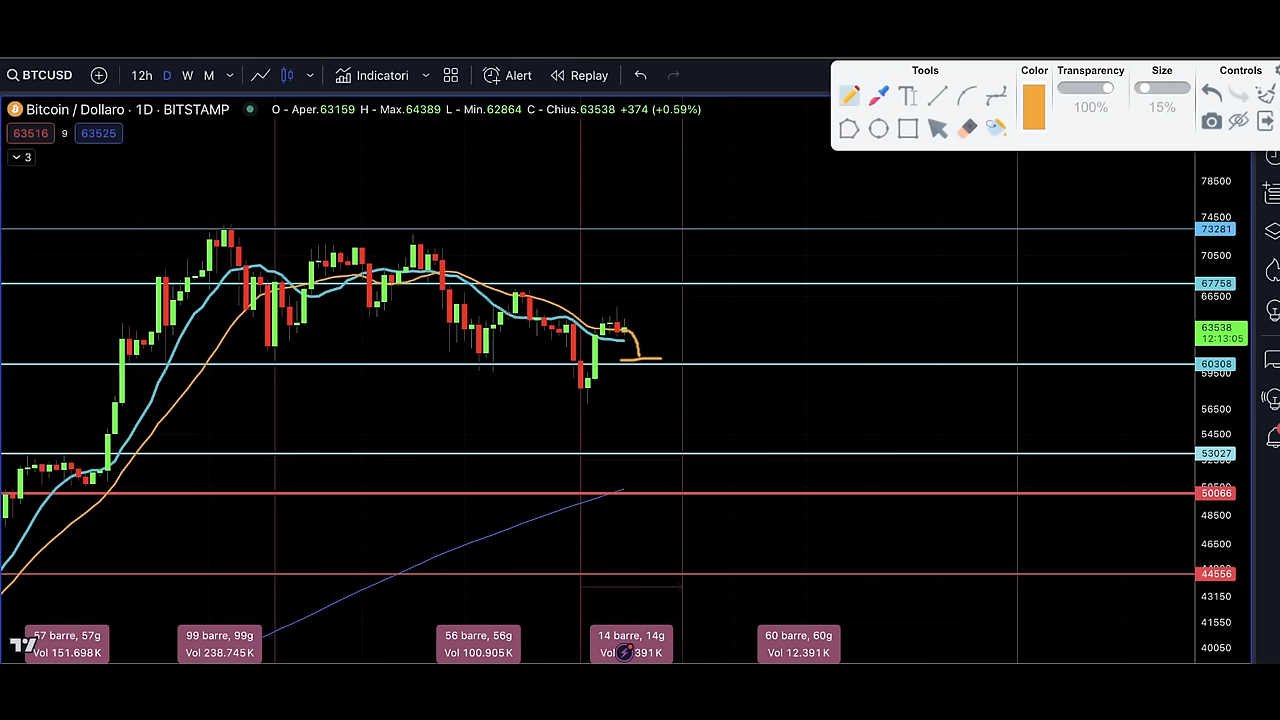 BTCUSD
12h D W M
Indicatori
Alert
Replay
Tools
Color
Transparency
Size
Controls
100%
15%
Bitcoin / Dollaro · 1D · BITSTAMP
O - Aper.63159 H - Max.64389 L - Min.62864 C - Chius.63538 +374 (+0.59%)
63516 9 63525
3
78500
74500
73281
70500
67758
66500
63538
12:13:05
60308
59500
56500
54500
53027
50066
48500
46500
44556
43150
41550
40050
57 barre, 57g
Vol 151.698K
99 barre, 99g
Vol 238.745K
56 barre, 56g
Vol 100.905K
14 barre, 14g
Vol 391K
60 barre, 60g
Vol 12.391K